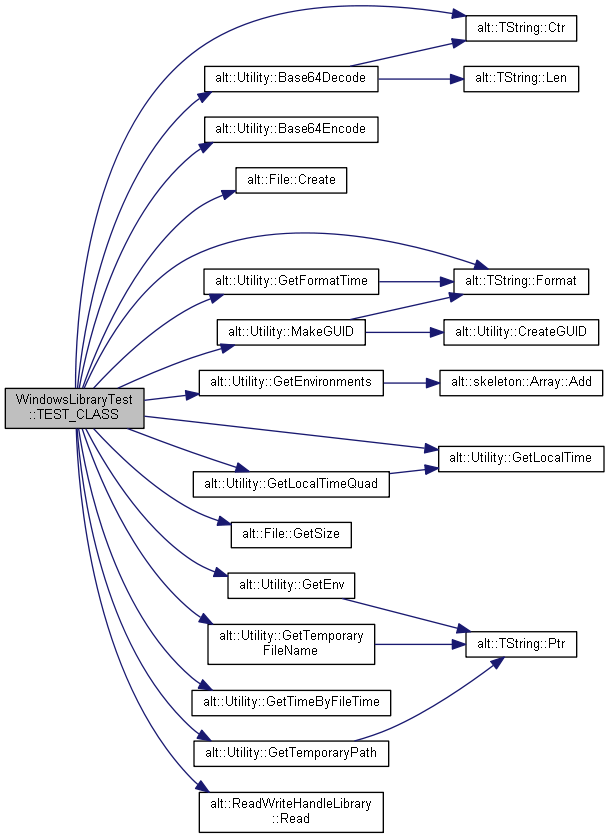 alt::TString::Ctr
alt::Utility::Base64Decode
alt::TString::Len
alt::Utility::Base64Encode
alt::File::Create
alt::Utility::GetFormatTime
alt::TString::Format
alt::Utility::MakeGUID
alt::Utility::CreateGUID
alt::Utility::GetEnvironments
alt::skeleton::Array::Add
WindowsLibraryTest
::TEST_CLASS
alt::Utility::GetLocalTime
alt::Utility::GetLocalTimeQuad
alt::File::GetSize
alt::Utility::GetEnv
alt::Utility::GetTemporary
FileName
alt::TString::Ptr
alt::Utility::GetTimeByFileTime
alt::Utility::GetTemporaryPath
alt::ReadWriteHandleLibrary
::Read